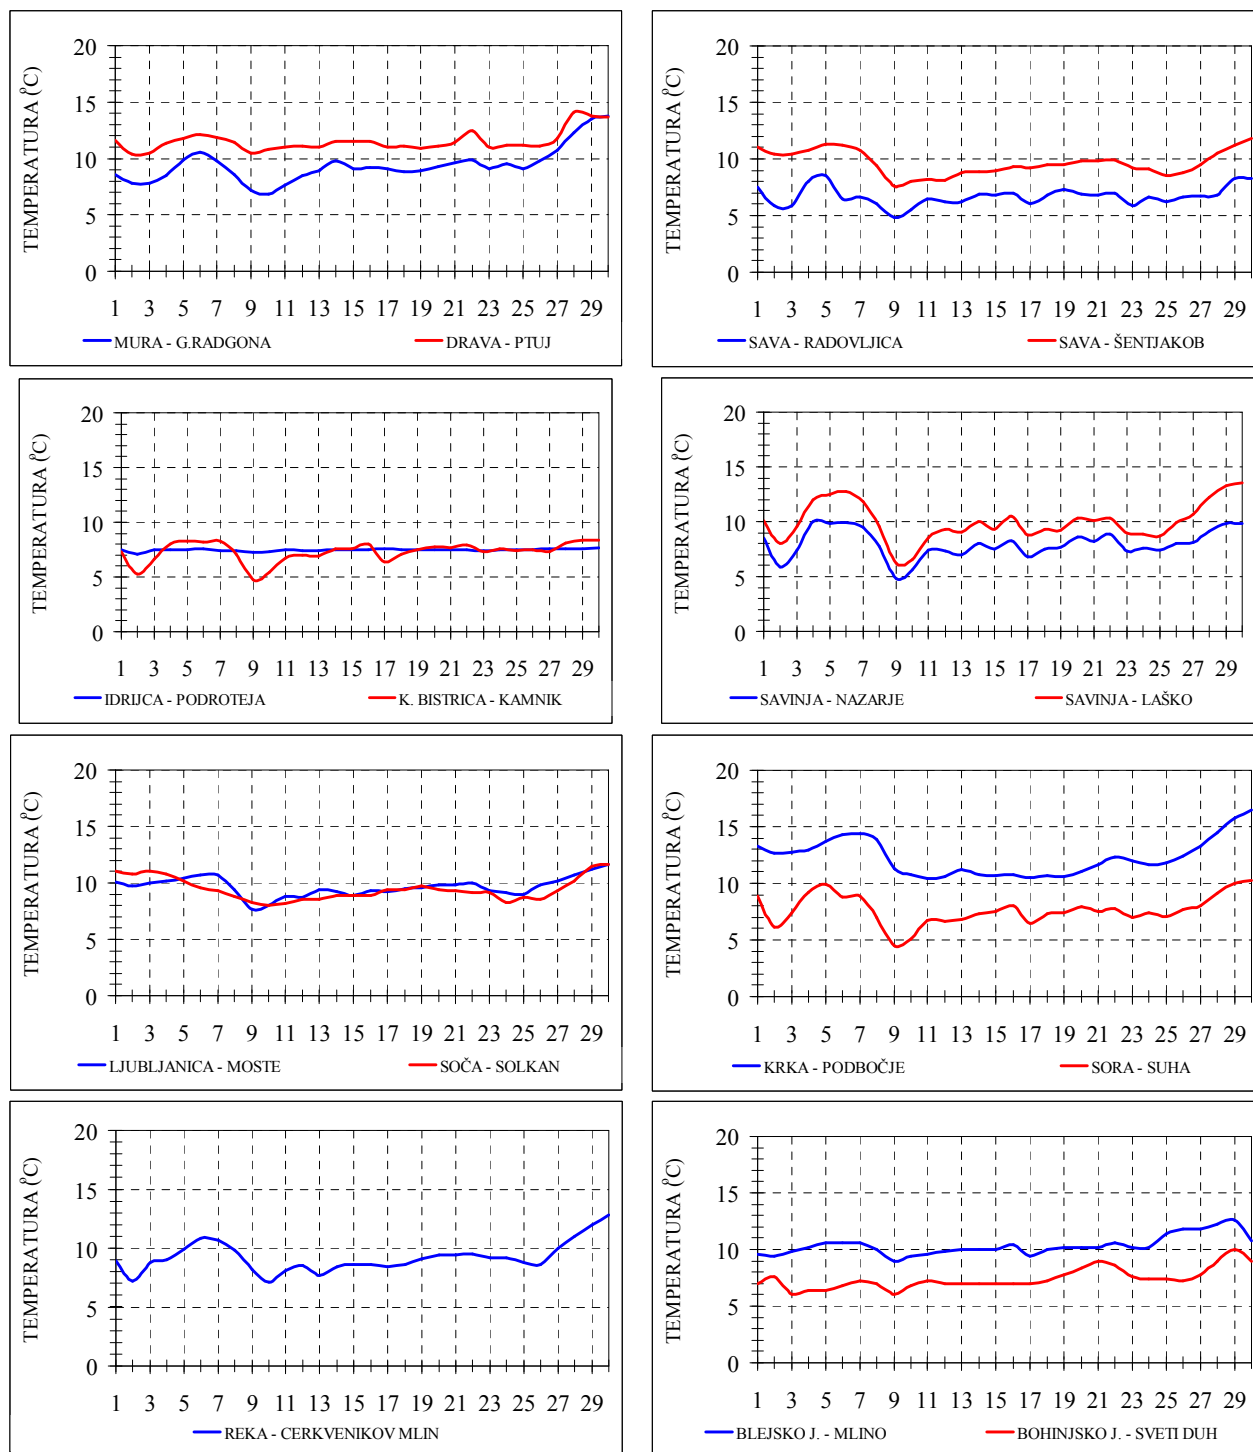 TEMPERATURA (°C)
20
15
10
5
0
1 3 5 7 9 11 13 15 17 19 21 23 25 27 29
MURA - G.RADGONA DRAVA - PTUJ
TEMPERATURA (°C)
20
15
10
5
0
1 3 5 7 9 11 13 15 17 19 21 23 25 27 29
SAVA - RADOVLJICA SAVA - ŠENTJAKOB
TEMPERATURA (°C)
20
15
10
5
0
1 3 5 7 9 11 13 15 17 19 21 23 25 27 29
IDRIJCA - PODROTEJA K. BISTRICA - KAMNIK
TEMPERATURA (°C)
20
15
10
5
0
1 3 5 7 9 11 13 15 17 19 21 23 25 27 29
SAVINJA - NAZARJE SAVINJA - LAŠKO
TEMPERATURA (°C)
20
15
10
5
0
1 3 5 7 9 11 13 15 17 19 21 23 25 27 29
LJUBLJANICA - MOSTE SOČA - SOLKAN
TEMPERATURA (°C)
20
15
10
5
0
1 3 5 7 9 11 13 15 17 19 21 23 25 27 29
KRKA - PODBOČJE SORA - SUHA
TEMPERATURA (°C)
20
15
10
5
0
1 3 5 7 9 11 13 15 17 19 21 23 25 27 29
REKA - CERKVENIKOV MLIN
TEMPERATURA (°C)
20
15
10
5
0
1 3 5 7 9 11 13 15 17 19 21 23 25 27 29
BLEJSKO J. - MLINO BOHINJSKO J. - SVETI DUH